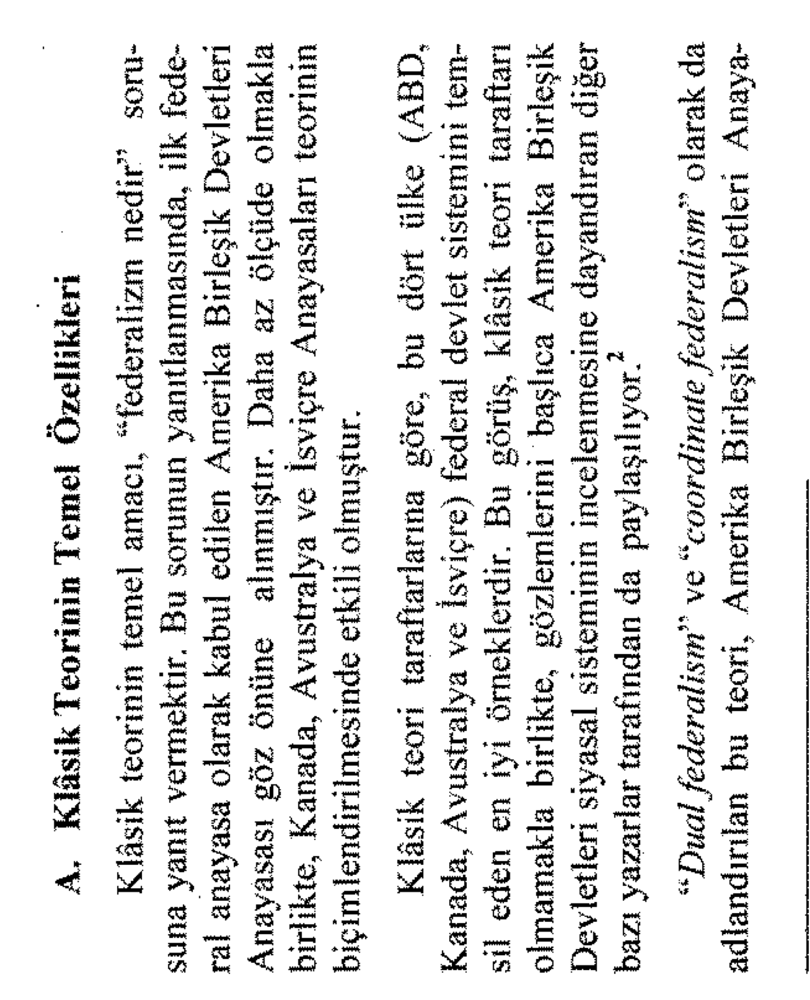 A. Klâsik Teorinin Temel Özellikleri
Klâsik teorinin temel amacı, “federalizm nedir” soru-
suna yanıt vermektir. Bu sorunun yanıtlanmasında, ilk fede-
ral anayasa olarak kabul edilen Amerika Birleşik Devletleri
Anayasası göz önüne alınmıştır. Daha az ölçüde olmakla
birlikte, Kanada, Avustralya ve İsviçre Anayasaları teorinin
biçimlendirilmesinde etkili olmuştur.
Klâsik teori taraftarlarına göre, bu dört ülke (ABD,
Kanada, Avustralya ve İsviçre) federal devlet sistemini tem-
sil eden en iyi örneklerdir. Bu görüş, klâsik teori taraftarı
olmamakla birlikte, gözlemlerini başlıca Amerika Birleşik
Devletleri siyasal sisteminin incelenmesine dayandıran diğer
bazı yazarlar tarafından da paylaşılıyor.²
“Dual federalism” ve “coordinate federalism” olarak da
adlandırılan bu teori, Amerika Birleşik Devletleri Anaya-